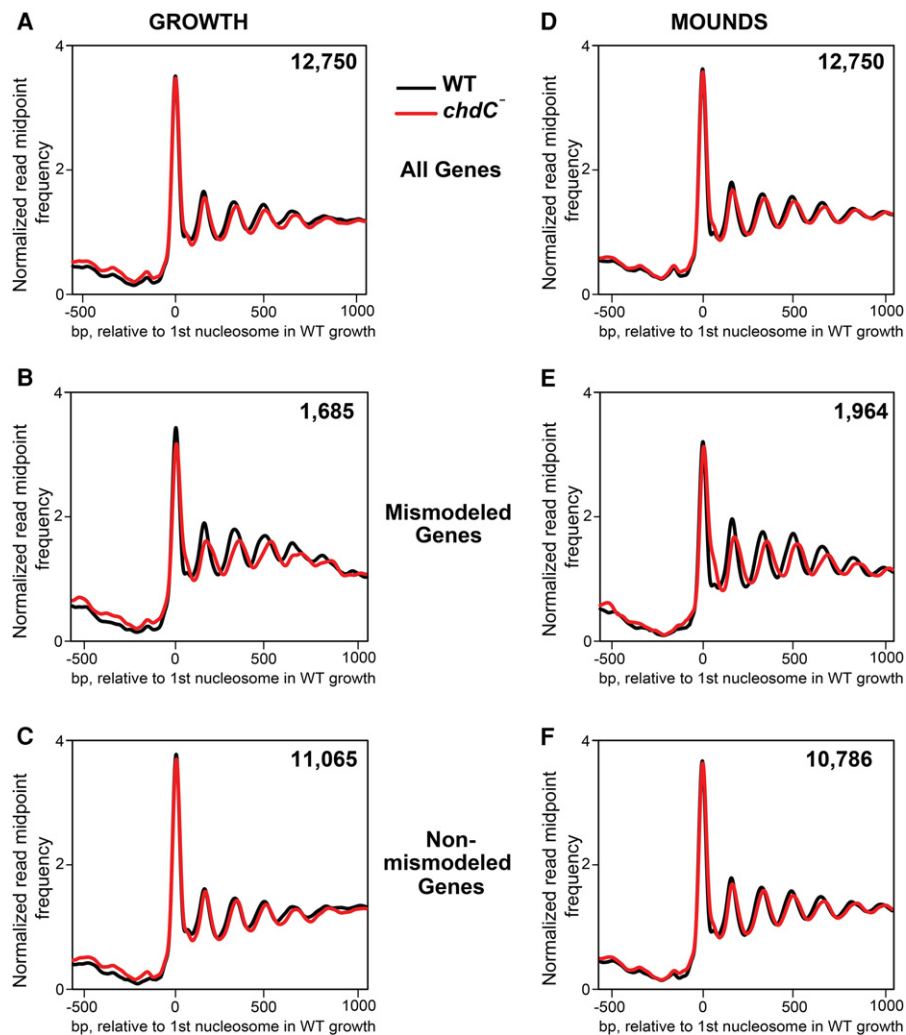 GROWTH
MOUNDS
A
4
2
0
12,750
Normalized read midpoint
frequency
-500 0 500 1000
bp, relative to 1st nucleosome in WT growth
WT
chdC-
All Genes
D
4
2
0
12,750
Normalized read midpoint
frequency
-500 0 500 1000
bp, relative to 1st nucleosome in WT growth
B
4
2
0
1,685
Normalized read midpoint
frequency
-500 0 500 1000
bp, relative to 1st nucleosome in WT growth
Mismodeled
Genes
E
4
2
0
1,964
Normalized read midpoint
frequency
-500 0 500 1000
bp, relative to 1st nucleosome in WT growth
C
4
2
0
11,065
Normalized read midpoint
frequency
-500 0 500 1000
bp, relative to 1st nucleosome in WT growth
Non-
mismodeled
Genes
F
4
2
0
10,786
Normalized read midpoint
frequency
-500 0 500 1000
bp, relative to 1st nucleosome in WT growth